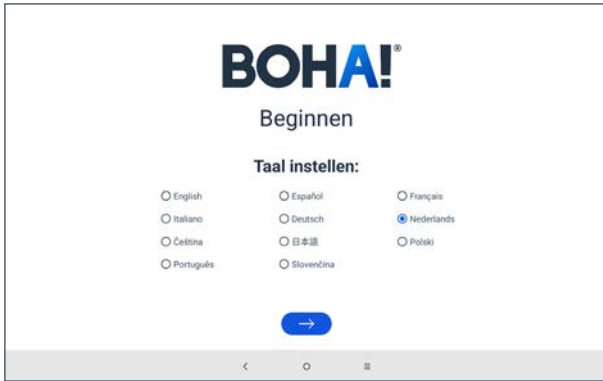 BOHA!®
Beginnen
Taal instellen:
English Español Français
Italiano Deutsch Nederlands
Čeština 日本語 Polski
Português Slovenčina